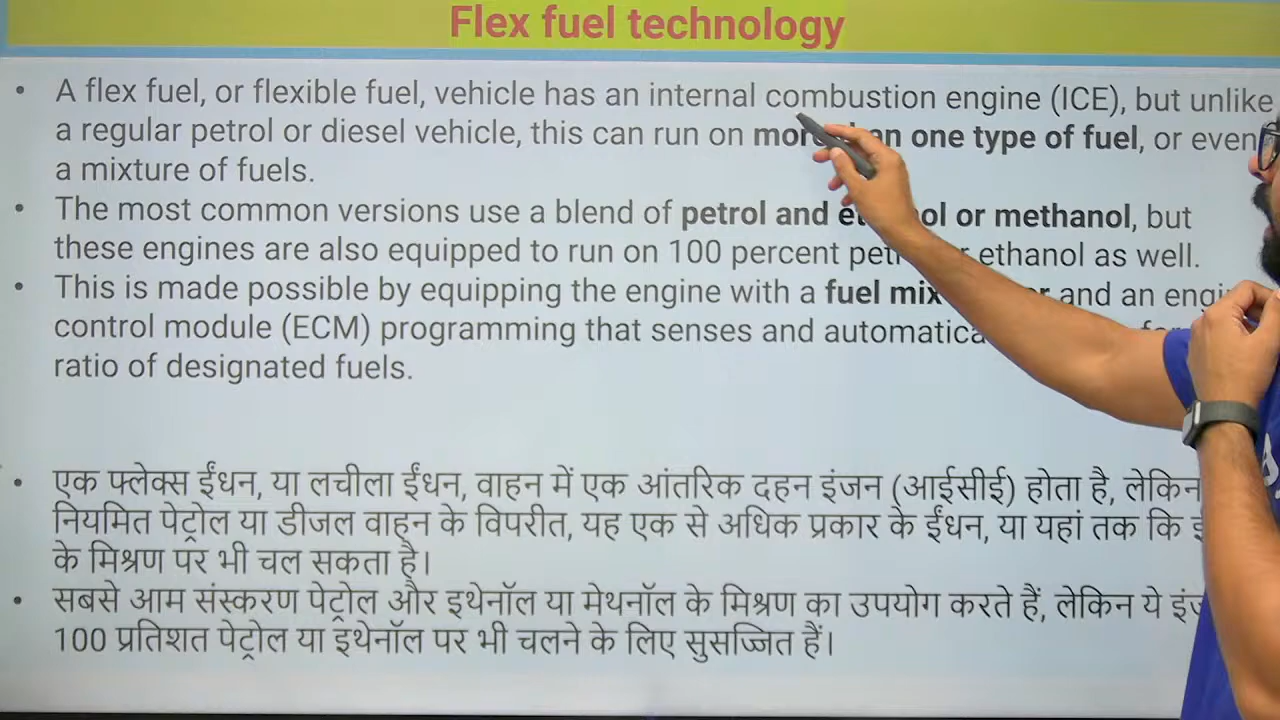 Flex fuel technology
• A flex fuel, or flexible fuel, vehicle has an internal combustion engine (ICE), but unlike
a regular petrol or diesel vehicle, this can run on one type of fuel, or even
a mixture of fuels.
• The most common versions use a blend of petrol and or methanol, but
these engines are also equipped to run on 100 percent ethanol as well.
• This is made possible by equipping the engine with a fuel mix and an
control module (ECM) programming that senses and
ratio of designated fuels.
• एक फ्लेक्स ईंधन, या लचीला ईंधन, वाहन में एक आंतरिक दहन इंजन (आईसीई) होता है, लेकिन
नियमित पेट्रोल या डीजल वाहन के विपरीत, यह एक से अधिक प्रकार के ईंधन, या यहां तक कि
के मिश्रण पर भी चल सकता है।
• सबसे आम संस्करण पेट्रोल और इथेनॉल या मेथनॉल के मिश्रण का उपयोग करते हैं, लेकिन ये
100 प्रतिशत पेट्रोल या इथेनॉल पर भी चलने के लिए सुसज्जित हैं।